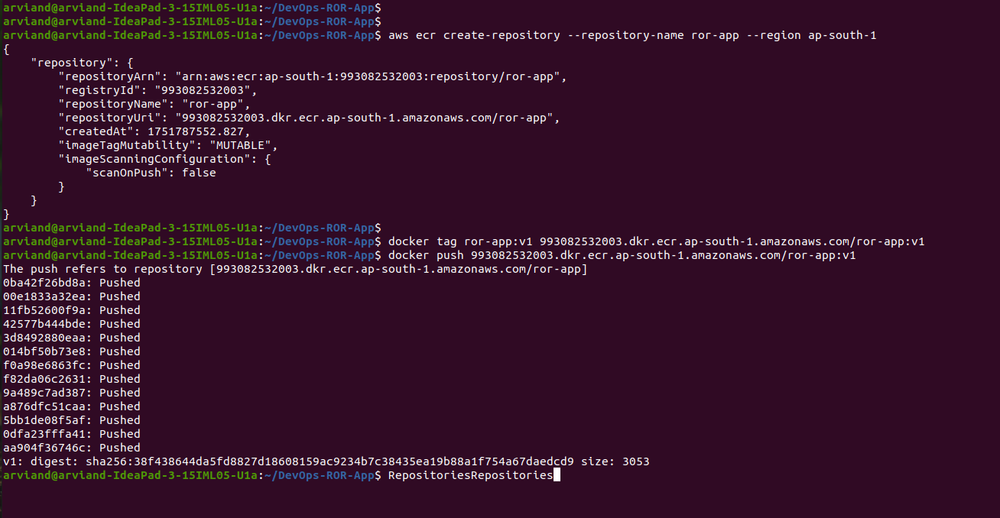 arviand@arviand-IdeaPad-3-15IML05-U1a:~/DevOps-ROR-App$
arviand@arviand-IdeaPad-3-15IML05-U1a:~/DevOps-ROR-App$
arviand@arviand-IdeaPad-3-15IML05-U1a:~/DevOps-ROR-App$ aws ecr create-repository --repository-name ror-app --region ap-south-1
{
    "repository": {
        "repositoryArn": "arn:aws:ecr:ap-south-1:993082532003:repository/ror-app",
        "registryId": "993082532003",
        "repositoryName": "ror-app",
        "repositoryUri": "993082532003.dkr.ecr.ap-south-1.amazonaws.com/ror-app",
        "createdAt": 1751787552.827,
        "imageTagMutability": "MUTABLE",
        "imageScanningConfiguration": {
            "scanOnPush": false
        }
    }
}
arviand@arviand-IdeaPad-3-15IML05-U1a:~/DevOps-ROR-App$
arviand@arviand-IdeaPad-3-15IML05-U1a:~/DevOps-ROR-App$ docker tag ror-app:v1 993082532003.dkr.ecr.ap-south-1.amazonaws.com/ror-app:v1
arviand@arviand-IdeaPad-3-15IML05-U1a:~/DevOps-ROR-App$ docker push 993082532003.dkr.ecr.ap-south-1.amazonaws.com/ror-app:v1
The push refers to repository [993082532003.dkr.ecr.ap-south-1.amazonaws.com/ror-app]
0ba42f26bd8a: Pushed
00e1833a32ea: Pushed
11fb52600f9a: Pushed
42577b444bde: Pushed
3d8492880eaa: Pushed
014bf50b73e8: Pushed
f0a98e6863fc: Pushed
f82da06c2631: Pushed
9a489c7ad387: Pushed
a876dfc51caa: Pushed
5bb1de08f5af: Pushed
0dfa23fffa41: Pushed
aa904f36746c: Pushed
v1: digest: sha256:38f438644da5fd8827d18608159ac9234b7c38435ea19b88a1f754a67daedcd9 size: 3053
arviand@arviand-IdeaPad-3-15IML05-U1a:~/DevOps-ROR-App$ RepositoriesRepositories